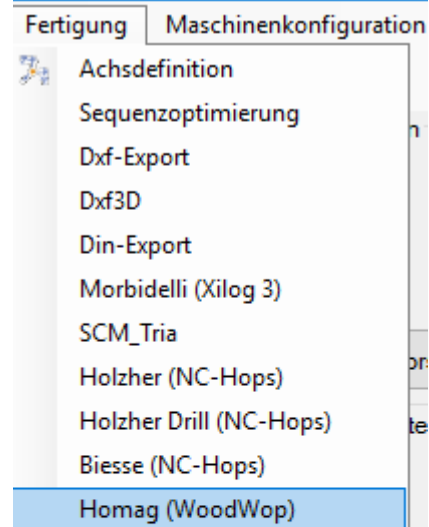 Fertigung Maschinenkonfiguration
Achsdefinition
Sequenzoptimierung
Dxf-Export
Dxf3D
Din-Export
Morbidelli (Xilog 3)
SCM_Tria
Holzher (NC-Hops)
Holzher Drill (NC-Hops)
Biesse (NC-Hops)
Homag (WoodWop)